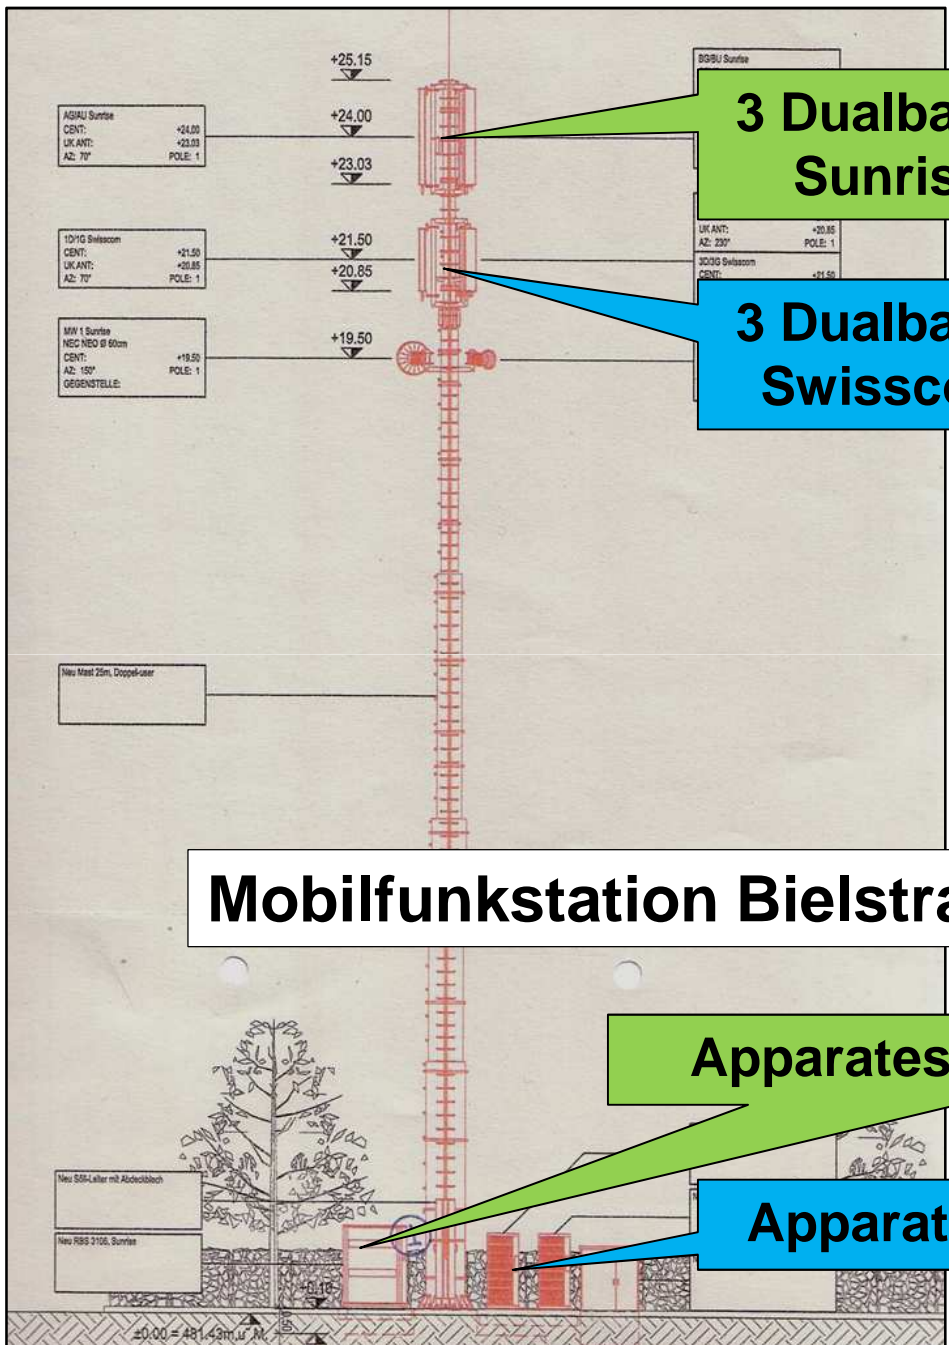 +25.15
+24.00
+23.03
+21.50
+20.85
+19.50
AG/AU Sunrise
CENT: +24.00
UK ANT: +23.03
AZ: 70° POLE: 1
1D/1G Swisscom
CENT: +21.50
UK ANT: +20.85
AZ: 70° POLE: 1
MW 1 Sunrise
NEC NEO Ø 60cm
CENT: +19.50
AZ: 150° POLE: 1
GEGENSTELLE:
BG/BU Sunrise
3 Dualba
Sunris
UK ANT: +20.85
AZ: 230° POLE: 1
3D/3G Swisscom
CENT: +21.50
3 Dualba
Swissco
Neu Mast 25m, Doppel-user
Mobilfunkstation Bielstra
Apparates
Neu Söll-Leiter mit Abdeckblech
Neu RBS 3106, Sunrise
Apparat
±0.00 = 481.43m.ü.M.
0.50